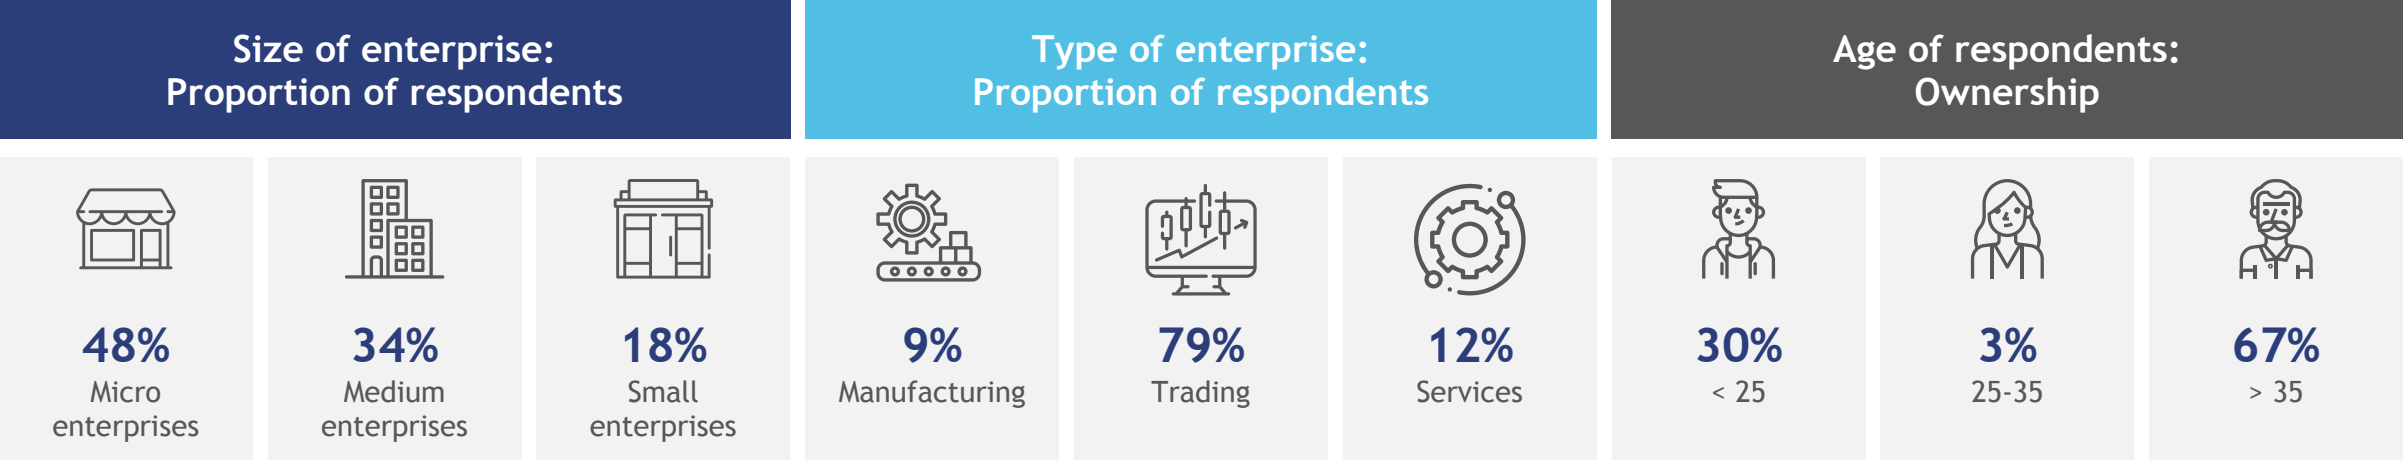 Size of enterprise:
Proportion of respondents
48%
Micro
enterprises
34%
Medium
enterprises
18%
Small
enterprises
Type of enterprise:
Proportion of respondents
9%
Manufacturing
79%
Trading
12%
Services
Age of respondents:
Ownership
30%
< 25
3%
25-35
67%
> 35